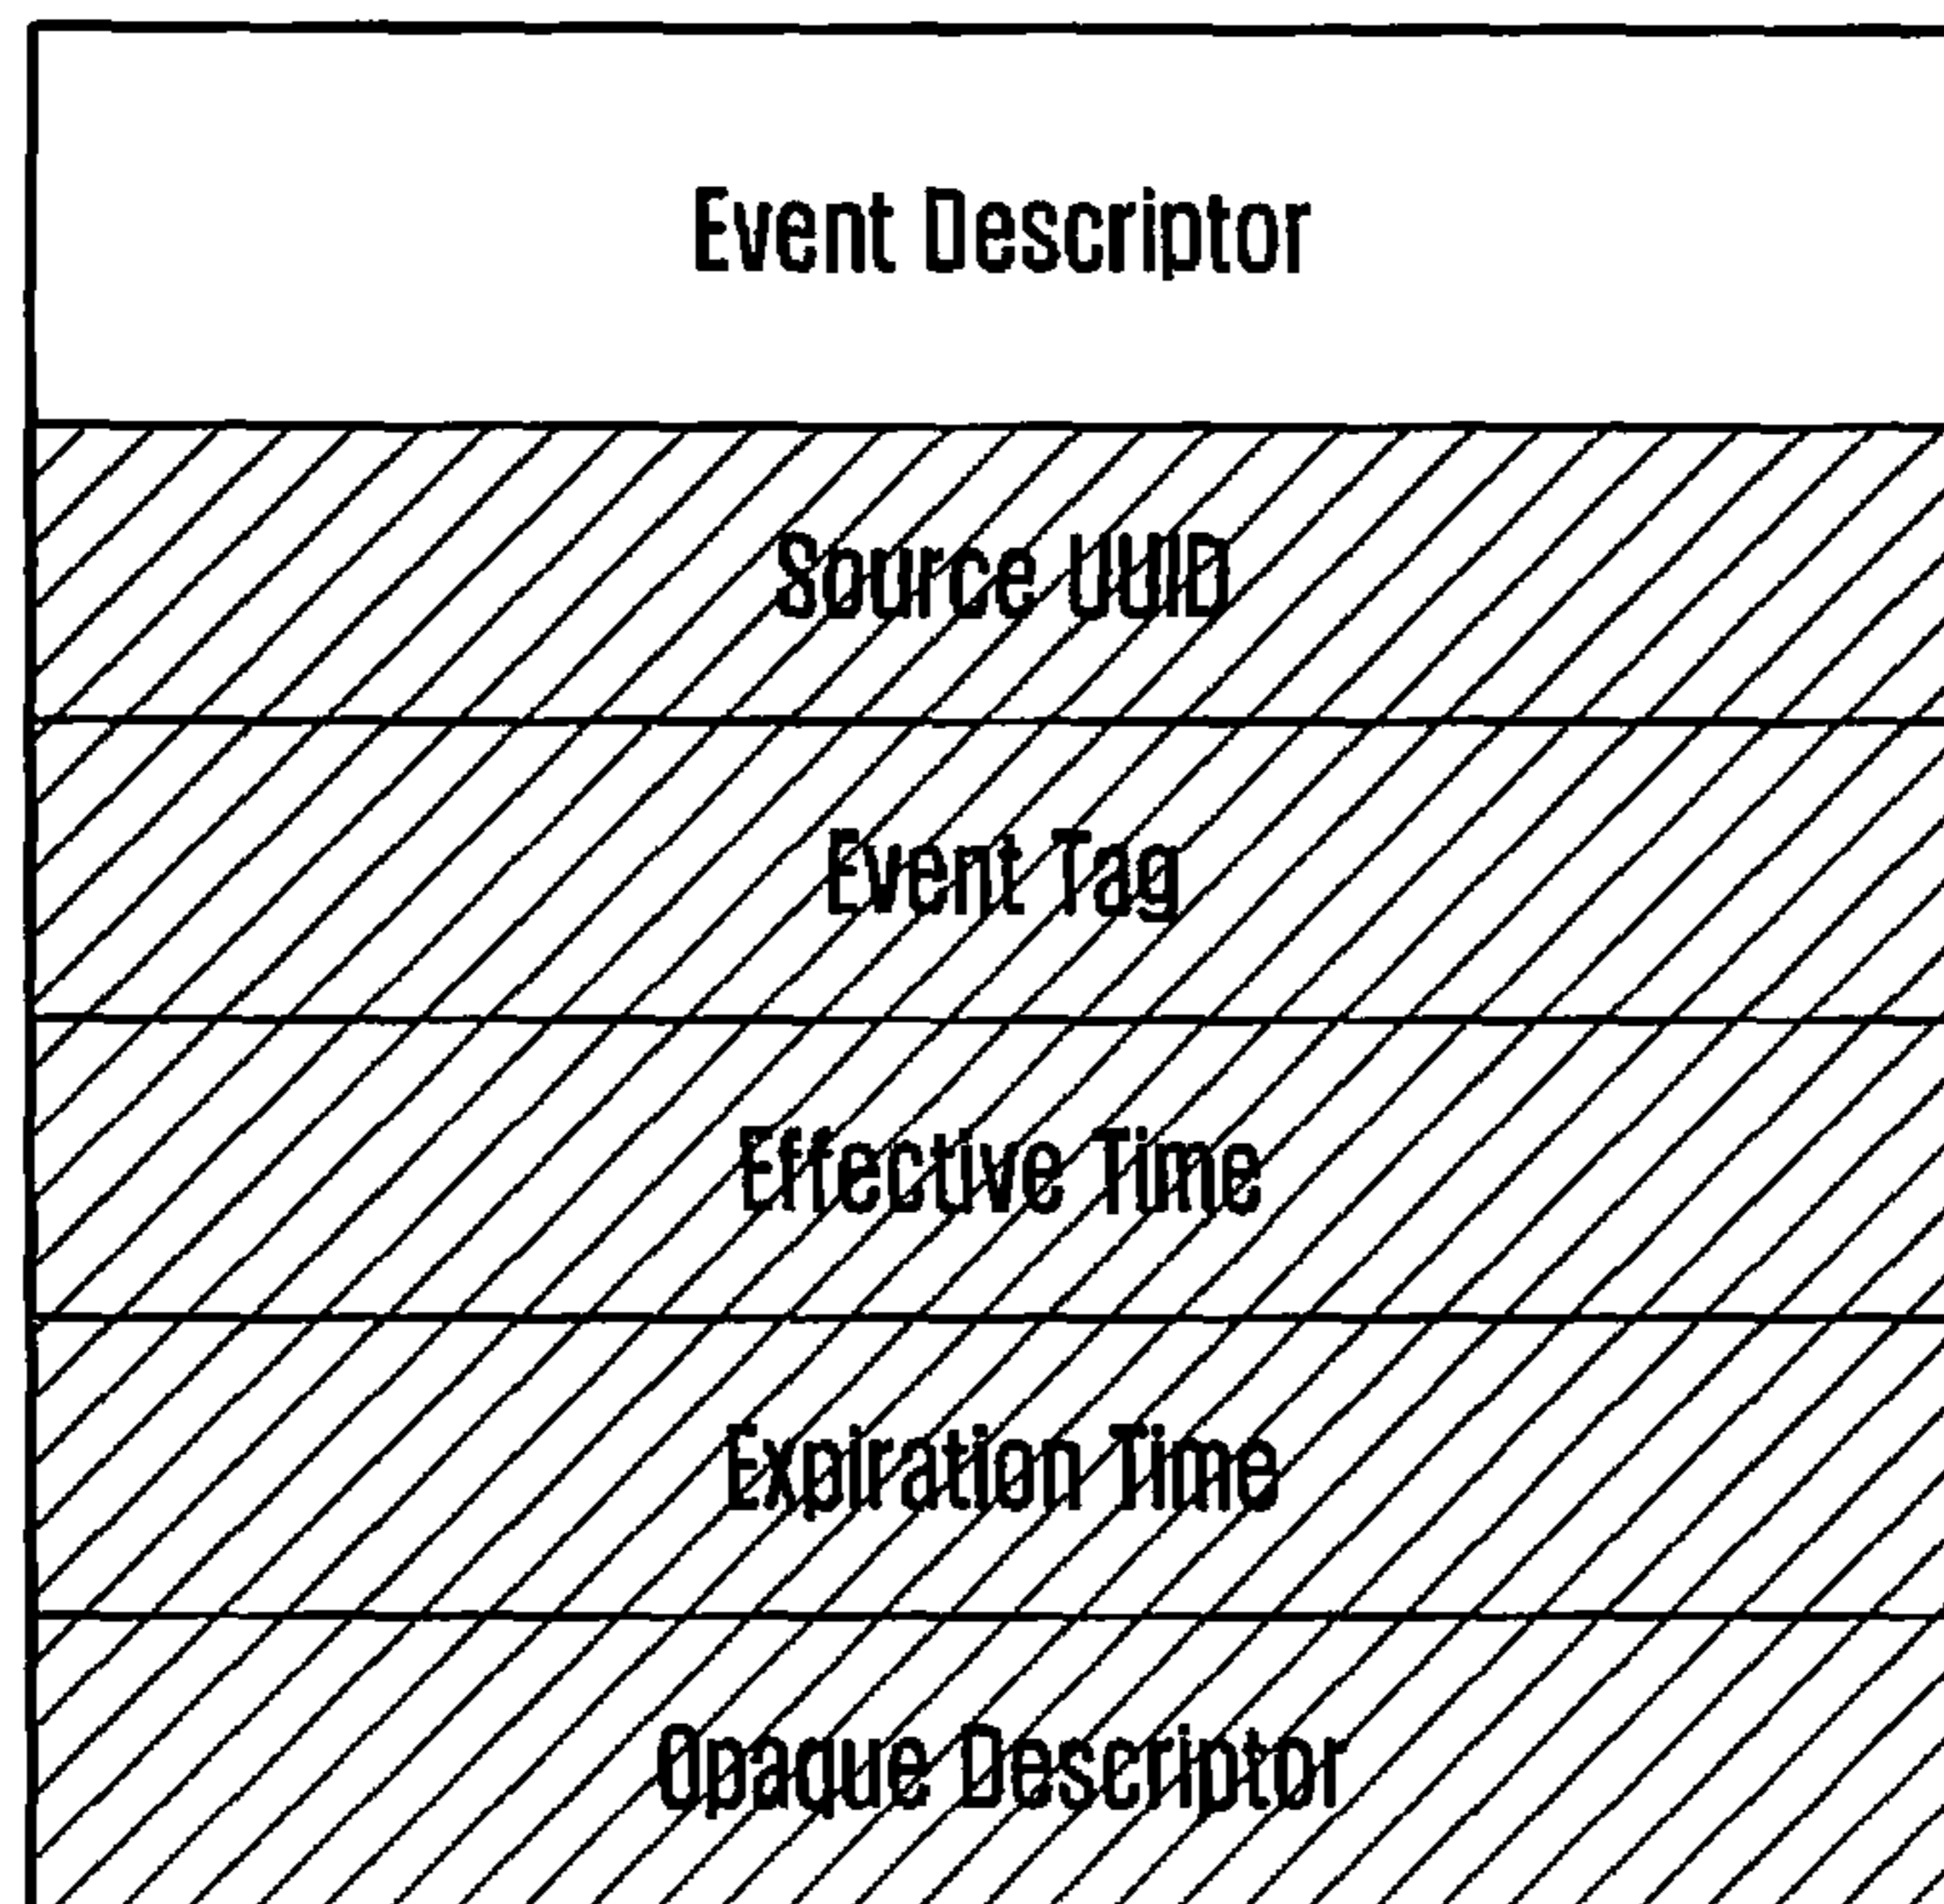 Event Descriptor
Source UUID
Event Tag
Effective Time
Expiration Time
Opaque Descriptor